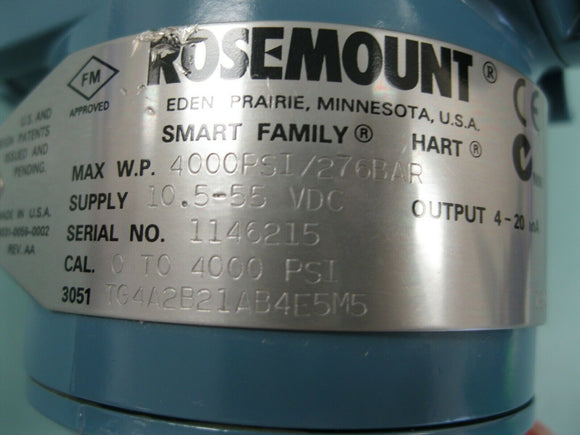 FM
APPROVED
ROSEMOUNT®
EDEN PRAIRIE, MINNESOTA, U.S.A.
SMART FAMILY® HART®
CE
U.S. AND
PATENTS
ISSUED AND
PENDING.
MAX W.P. 4000PSI/276BAR
SUPPLY 10.5-55 VDC
OUTPUT 4-20 mA
MADE IN U.S.A.
REV. AA
SERIAL NO. 1146215
CAL. 0 TO 4000 PSI
3051 TG4A2B21AB4E5M5